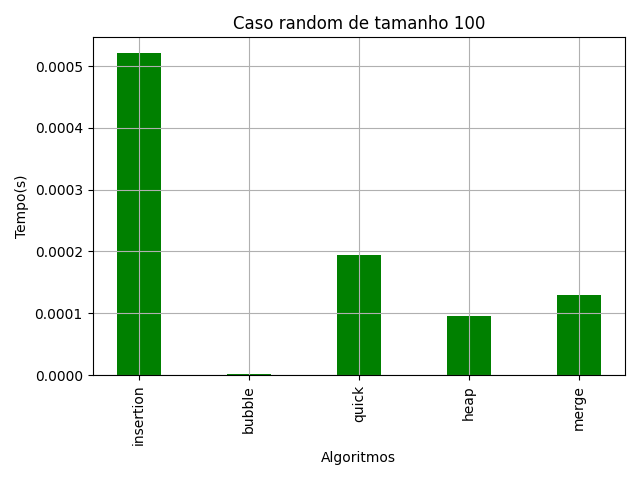 Caso random de tamanho 100
Tempo(s)
0.0005
0.0004
0.0003
0.0002
0.0001
0.0000
insertion
bubble
quick
heap
merge
Algoritmos